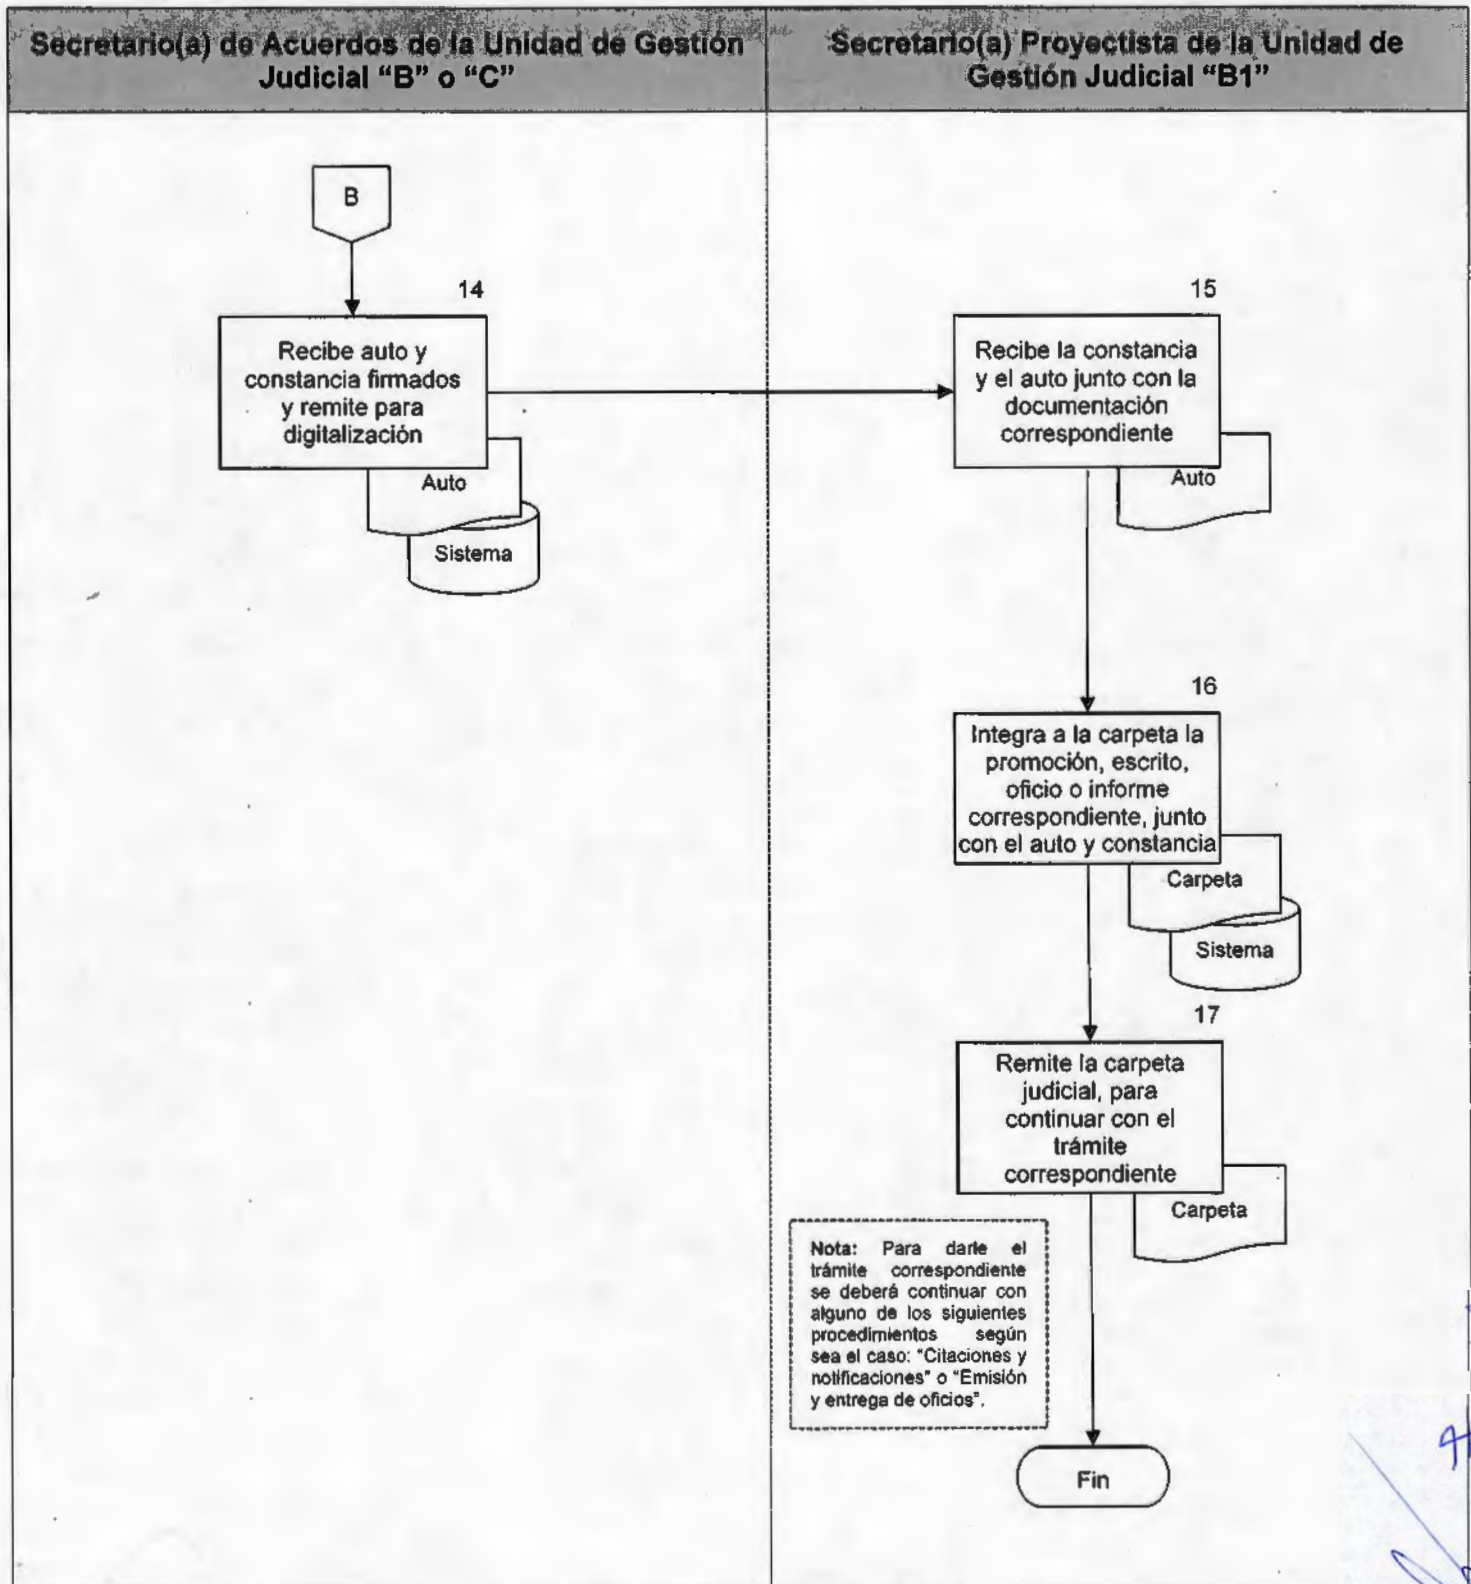 Secretario(a) de Acuerdos de la Unidad de Gestión
Judicial “B” o “C”
Secretario(a) Proyectista de la Unidad de
Gestión Judicial “B1”
B
14
Recibe auto y
constancia firmados
y remite para
digitalización
Auto
Sistema
15
Recibe la constancia
y el auto junto con la
documentación
correspondiente
Auto
16
Integra a la carpeta la
promoción, escrito,
oficio o informe
correspondiente, junto
con el auto y constancia
Carpeta
Sistema
17
Remite la carpeta
judicial, para
continuar con el
trámite
correspondiente
Carpeta
Nota: Para darle el
trámite correspondiente
se deberá continuar con
alguno de los siguientes
procedimientos según
sea el caso: “Citaciones y
notificaciones” o “Emisión
y entrega de oficios”.
Fin